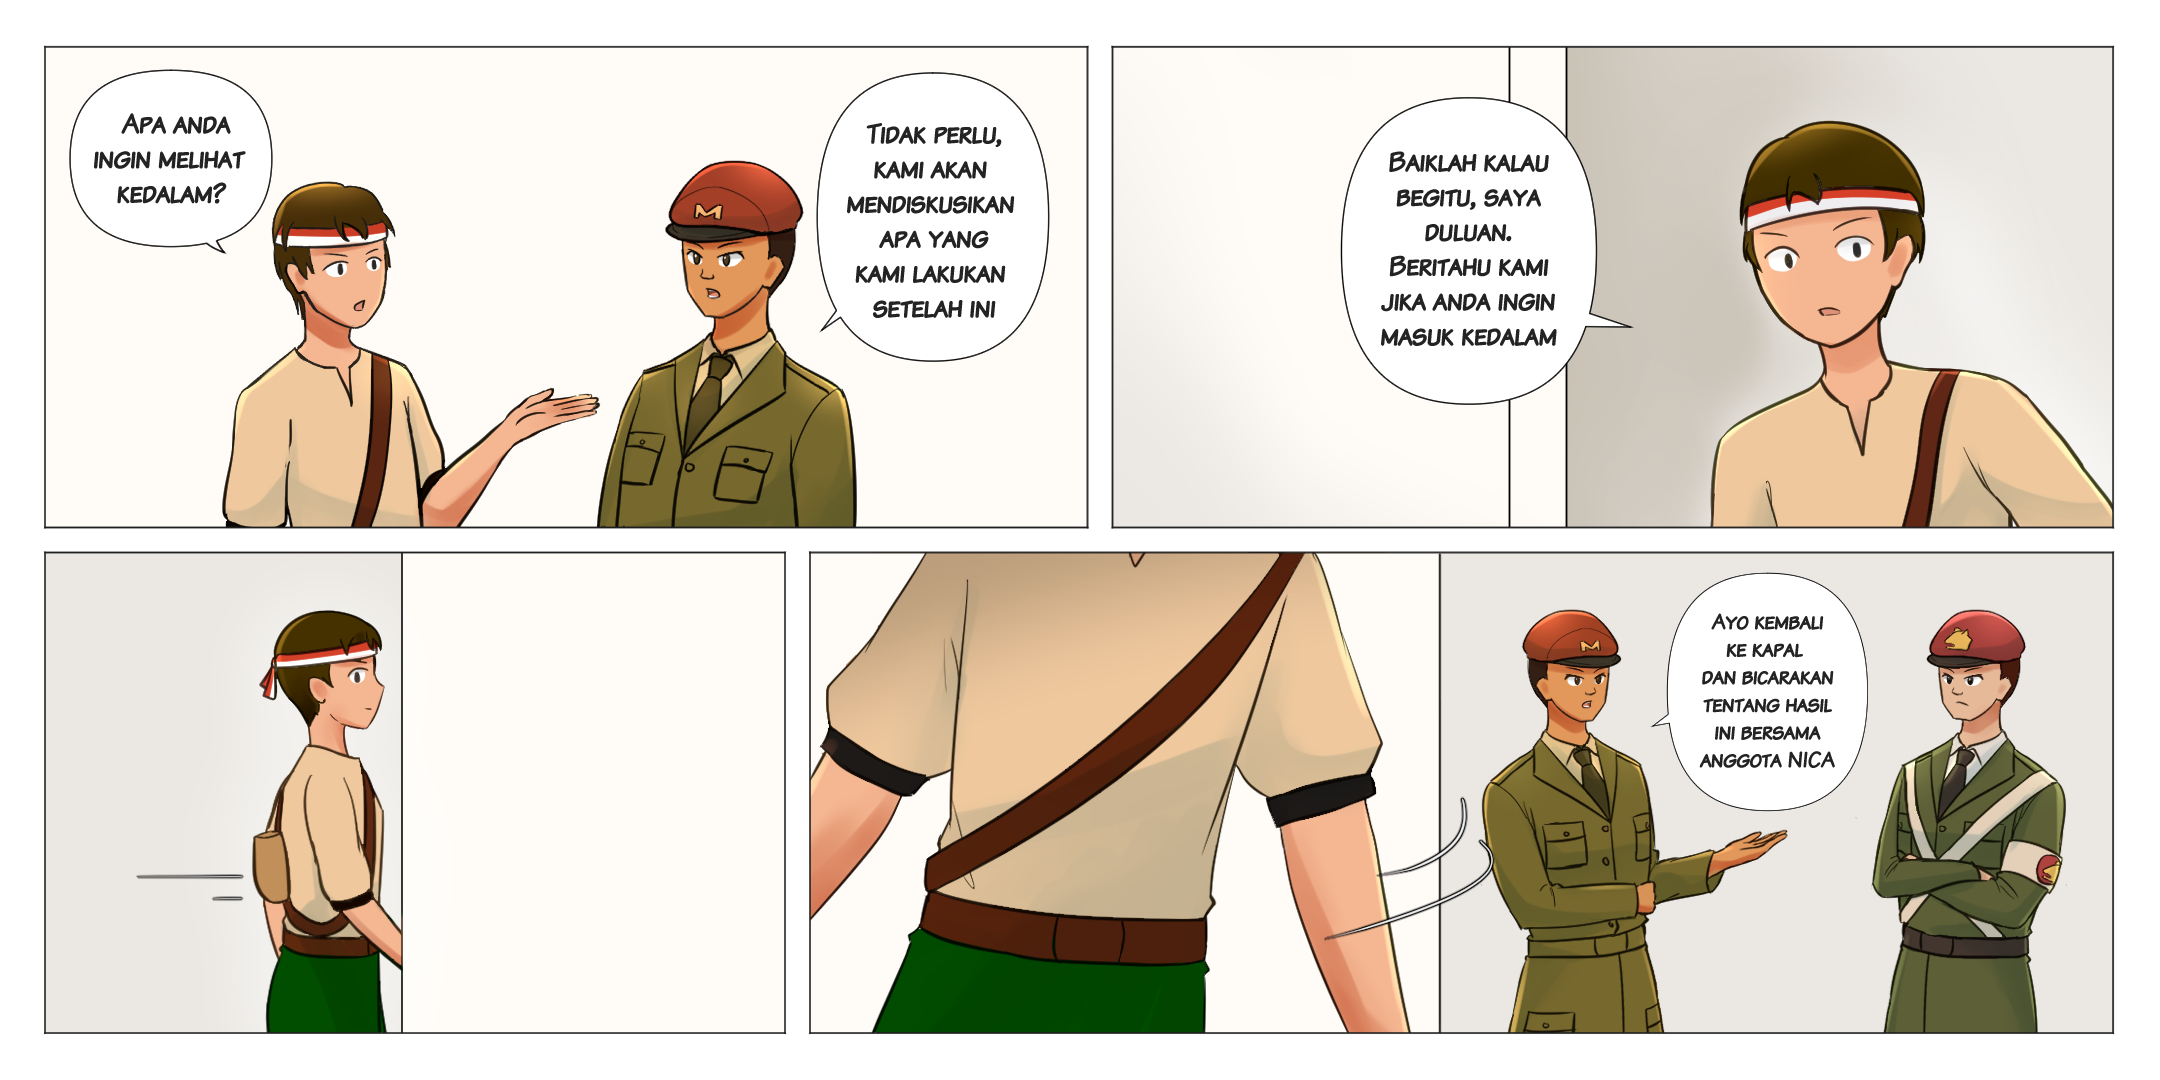 Apa anda
ingin melihat
kedalam?
Tidak perlu,
kami akan
mendiskusikan
apa yang
kami lakukan
setelah ini
M
Baiklah kalau
begitu, saya
duluan.
Beritahu kami
jika anda ingin
masuk kedalam
Ayo kembali
ke kapal
dan bicarakan
tentang hasil
ini bersama
anggota NICA
M